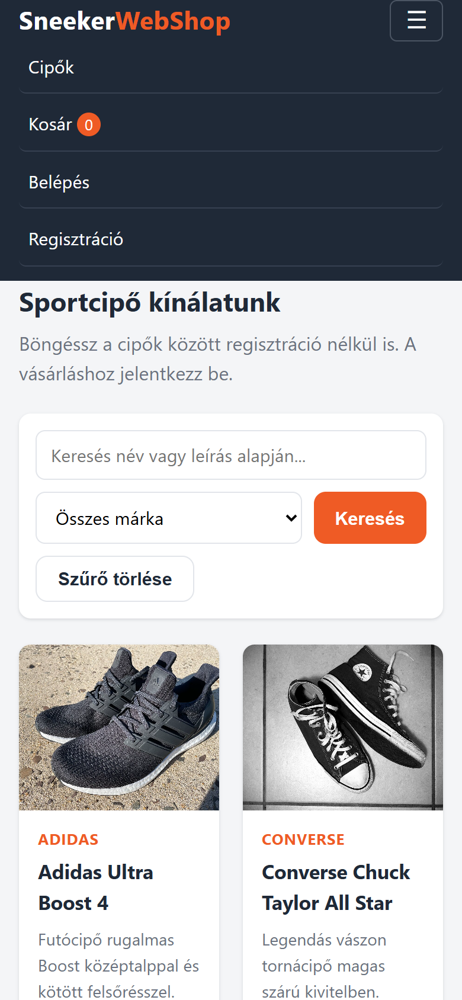 SneekerWebShop
☰
Cipők
Kosár 0
Belépés
Regisztráció
Sportcipő kínálatunk
Böngéssz a cipők között regisztráció nélkül is. A
vásárláshoz jelentkezz be.
Keresés név vagy leírás alapján...
Összes márka
Keresés
Szűrő törlése
ADIDAS
Adidas Ultra
Boost 4
Futócipő rugalmas
Boost középtalppal és
kötött felsőrésszel.
CONVERSE
Converse Chuck
Taylor All Star
Legendás vászon
tornácipő magas
szárú kivitelben.